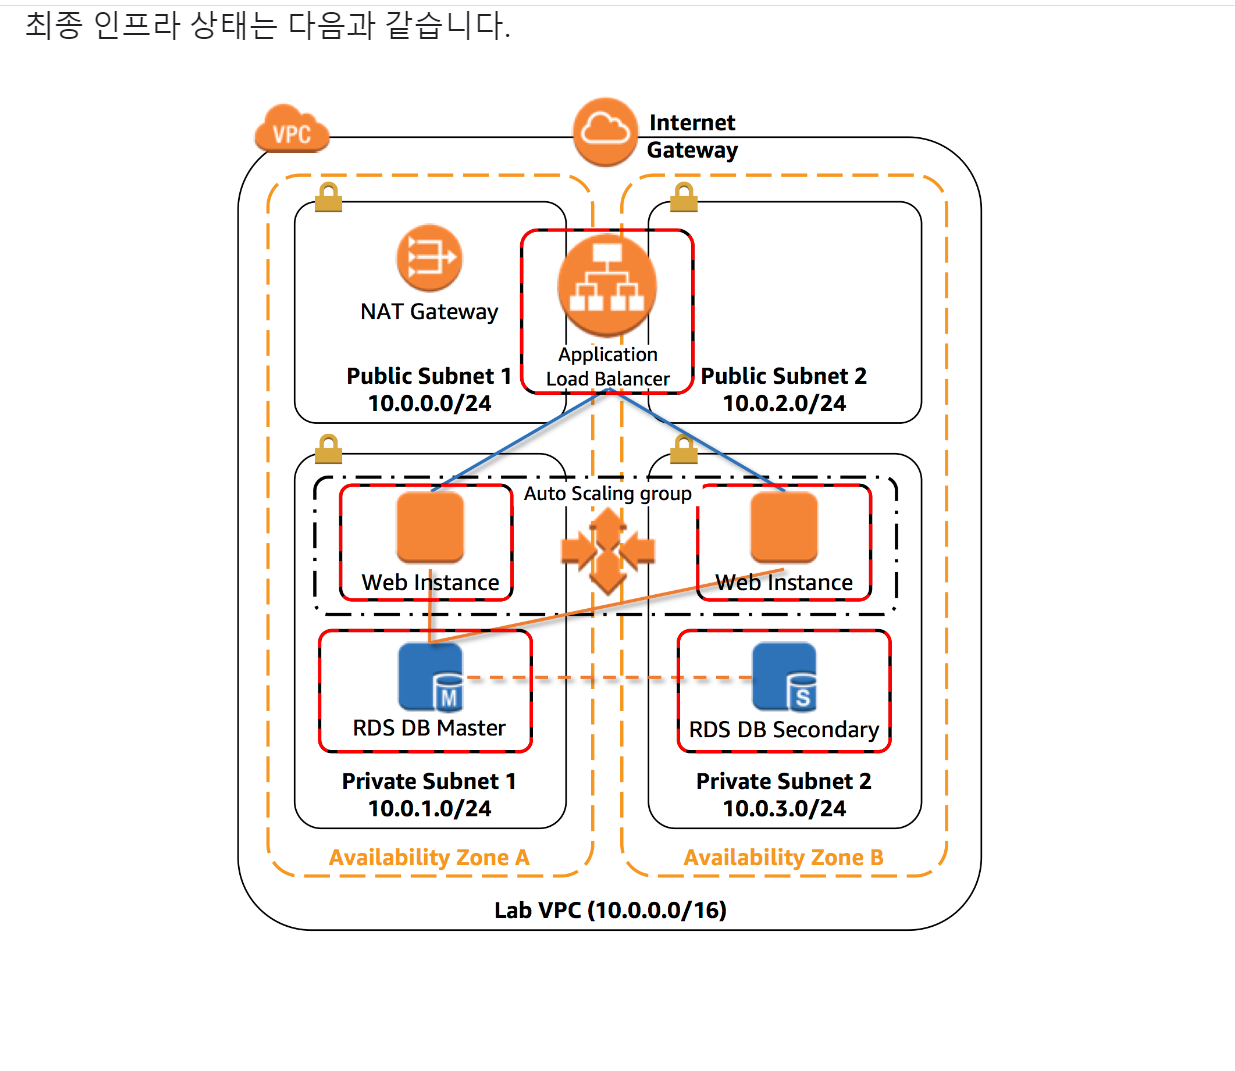 최종 인프라 상태는 다음과 같습니다.
VPC
Internet
Gateway
NAT Gateway
Application
Load Balancer
Public Subnet 1
10.0.0.0/24
Public Subnet 2
10.0.2.0/24
Auto Scaling group
Web Instance
Web Instance
M
RDS DB Master
S
RDS DB Secondary
Private Subnet 1
10.0.1.0/24
Private Subnet 2
10.0.3.0/24
Availability Zone A
Availability Zone B
Lab VPC (10.0.0.0/16)